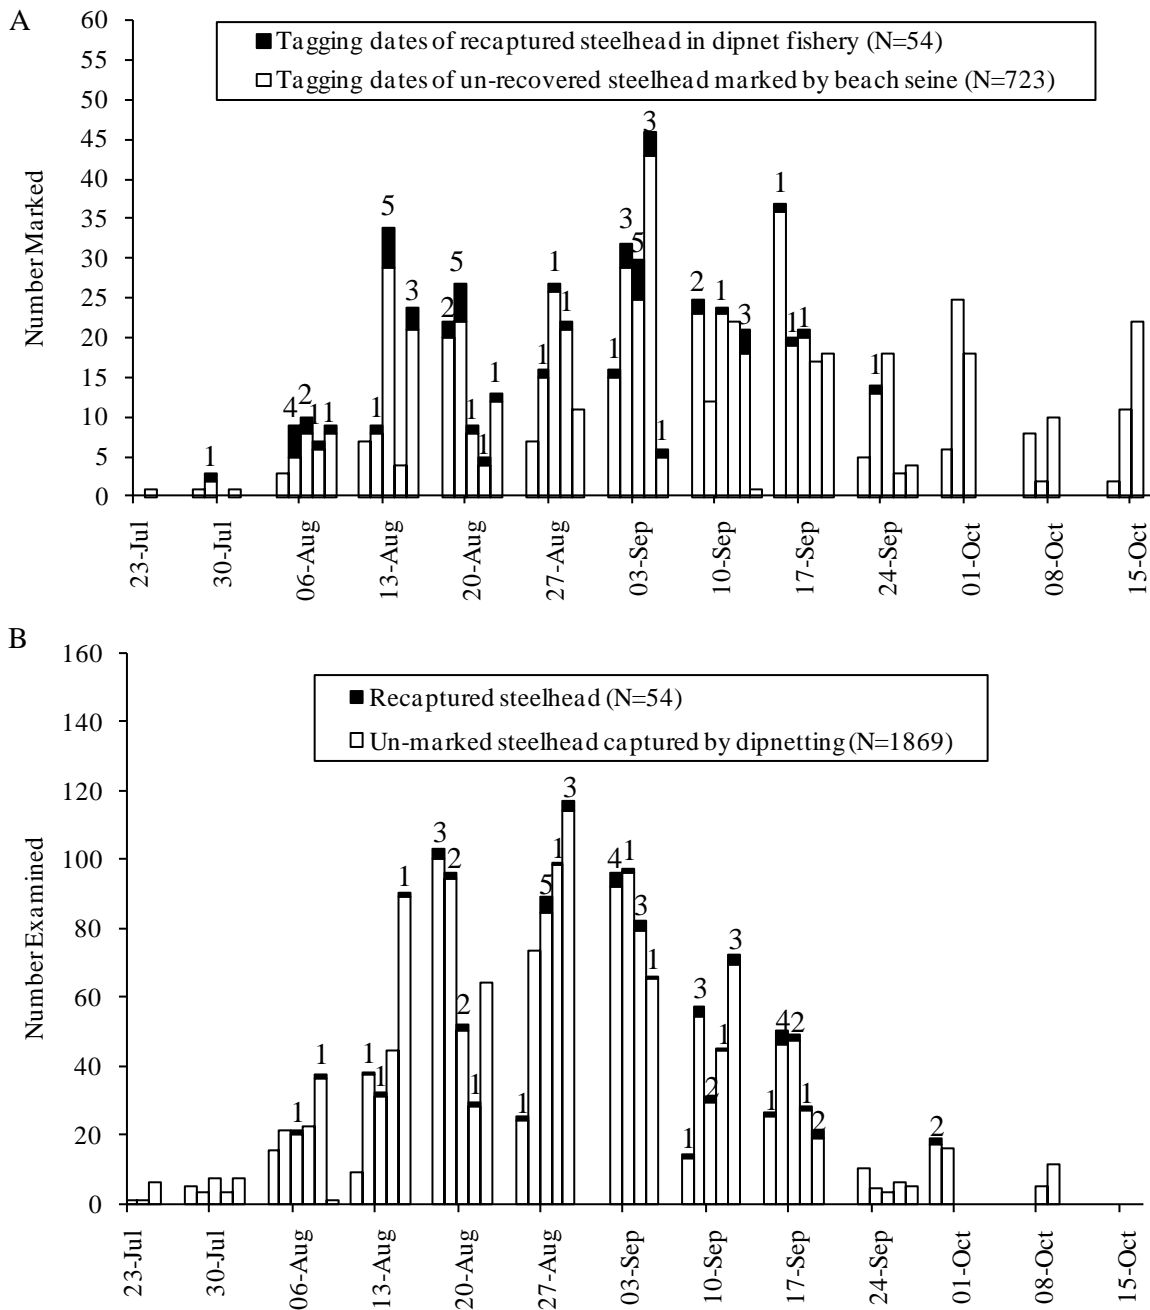 A
60
55
50
45
40
35
30
25
20
15
10
5
0
Number Marked
Tagging dates of recaptured steelhead in dipnet fishery (N=54)
Tagging dates of un-recovered steelhead marked by beach seine (N=723)
1
4
2
1
1
1
5
3
2
5
1
1
1
1
1
1
1
3
5
3
1
2
1
3
1
1
1
1
23-Jul
30-Jul
06-Aug
13-Aug
20-Aug
27-Aug
03-Sep
10-Sep
17-Sep
24-Sep
01-Oct
08-Oct
15-Oct
B
160
140
120
100
80
60
40
20
0
Number Examined
Recaptured steelhead (N=54)
Un-marked steelhead captured by dipnetting (N=1869)
1
1
1
1
1
3
2
2
1
1
5
1
3
4
1
3
1
1
3
2
1
3
1
4
2
1
2
2
23-Jul
30-Jul
06-Aug
13-Aug
20-Aug
27-Aug
03-Sep
10-Sep
17-Sep
24-Sep
01-Oct
08-Oct
15-Oct